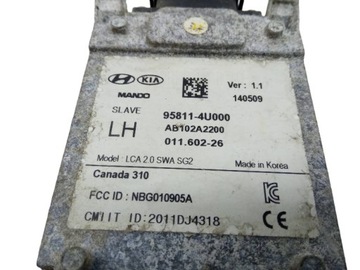 HYUNDAI KIA Ver : 1.1
MANDO 140509
SLAVE 95811-4U000
LH AB102A2200
011.602-26
Model : LCA 2.0 SWA SG2 Made in Korea
Canada 310
FCC ID : NBG010905A
CMIIT ID : 2011DJ4318